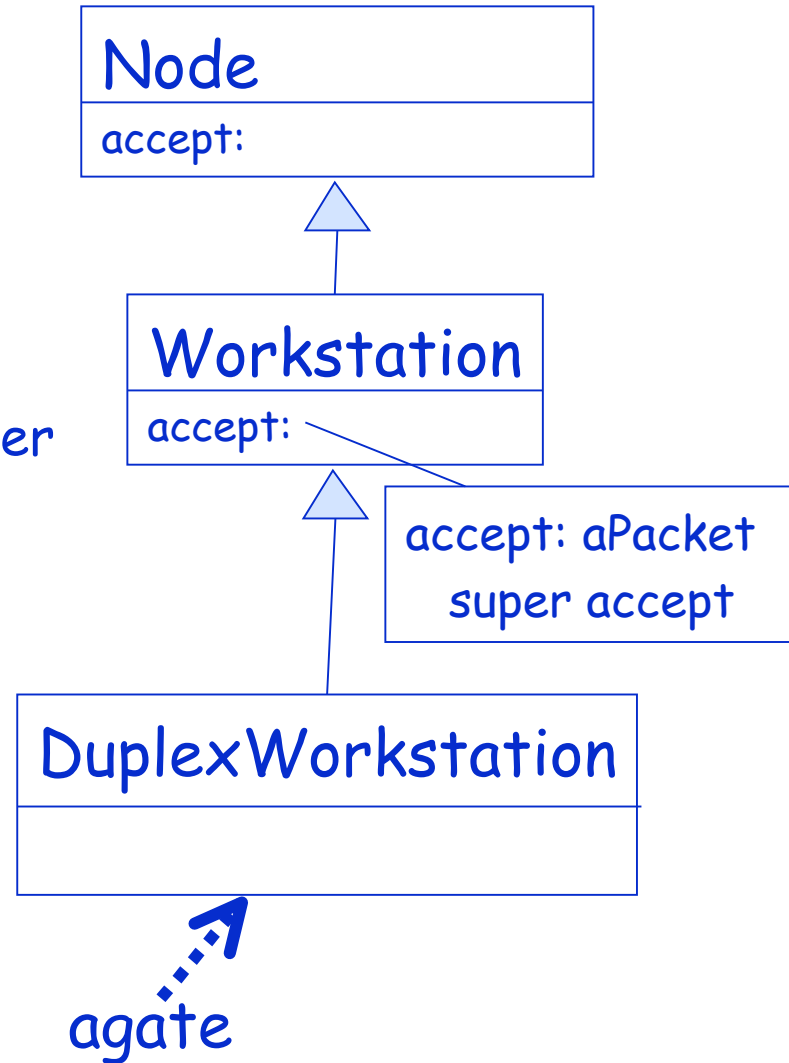 Node
accept:
Workstation
accept:
er
accept: aPacket
super accept
DuplexWorkstation
agate